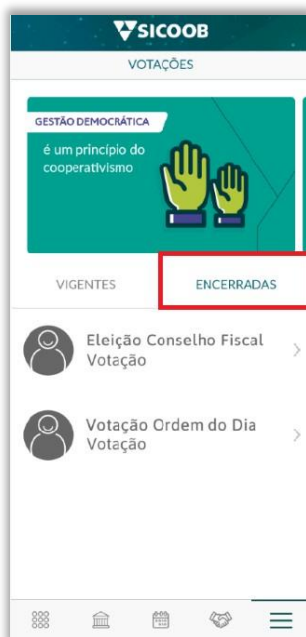 SICOOB
VOTAÇÕES
GESTÃO DEMOCRÁTICA
é um princípio do
cooperativismo
VIGENTES
ENCERRADAS
Eleição Conselho Fiscal
Votação
Votação Ordem do Dia
Votação